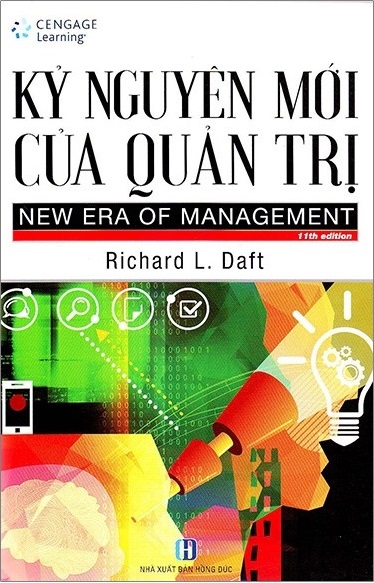 CENGAGE
Learning®
KỶ NGUYÊN MỚI
CỦA QUẢN TRỊ
NEW ERA OF MANAGEMENT
11th edition
Richard L. Daft
H
NHÀ XUẤT BẢN HỒNG ĐỨC